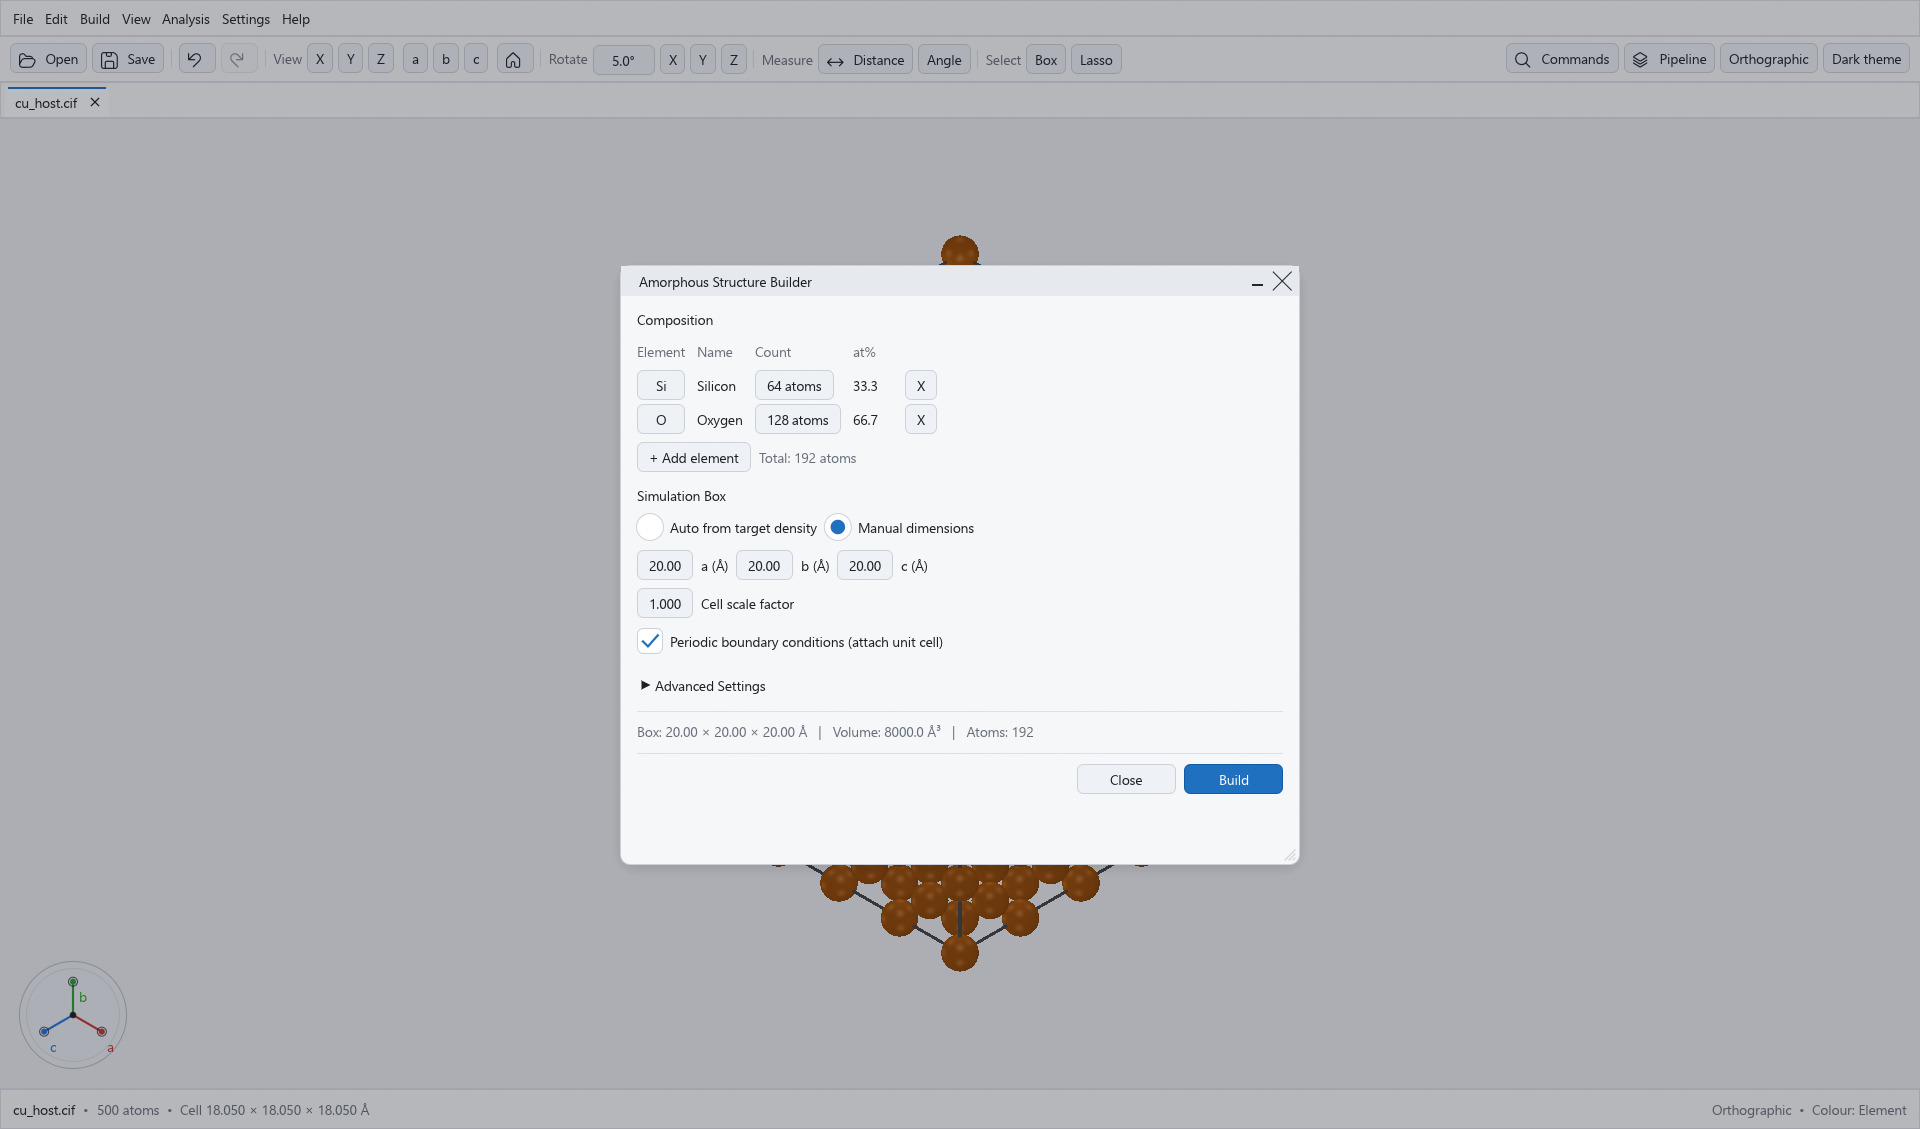 File Edit Build View Analysis Settings Help
Open Save View X Y Z a b c Rotate 5.0° X Y Z Measure Distance Angle Select Box Lasso Commands Pipeline Orthographic Dark theme
cu_host.cif
Amorphous Structure Builder
Composition
Element Name Count at%
Si Silicon 64 atoms 33.3 X
O Oxygen 128 atoms 66.7 X
+ Add element Total: 192 atoms
Simulation Box
Auto from target density Manual dimensions
20.00 a (Å) 20.00 b (Å) 20.00 c (Å)
1.000 Cell scale factor
Periodic boundary conditions (attach unit cell)
Advanced Settings
Box: 20.00 × 20.00 × 20.00 Å | Volume: 8000.0 Å³ | Atoms: 192
Close Build
b
c a
cu_host.cif • 500 atoms • Cell 18.050 × 18.050 × 18.050 Å Orthographic • Colour: Element